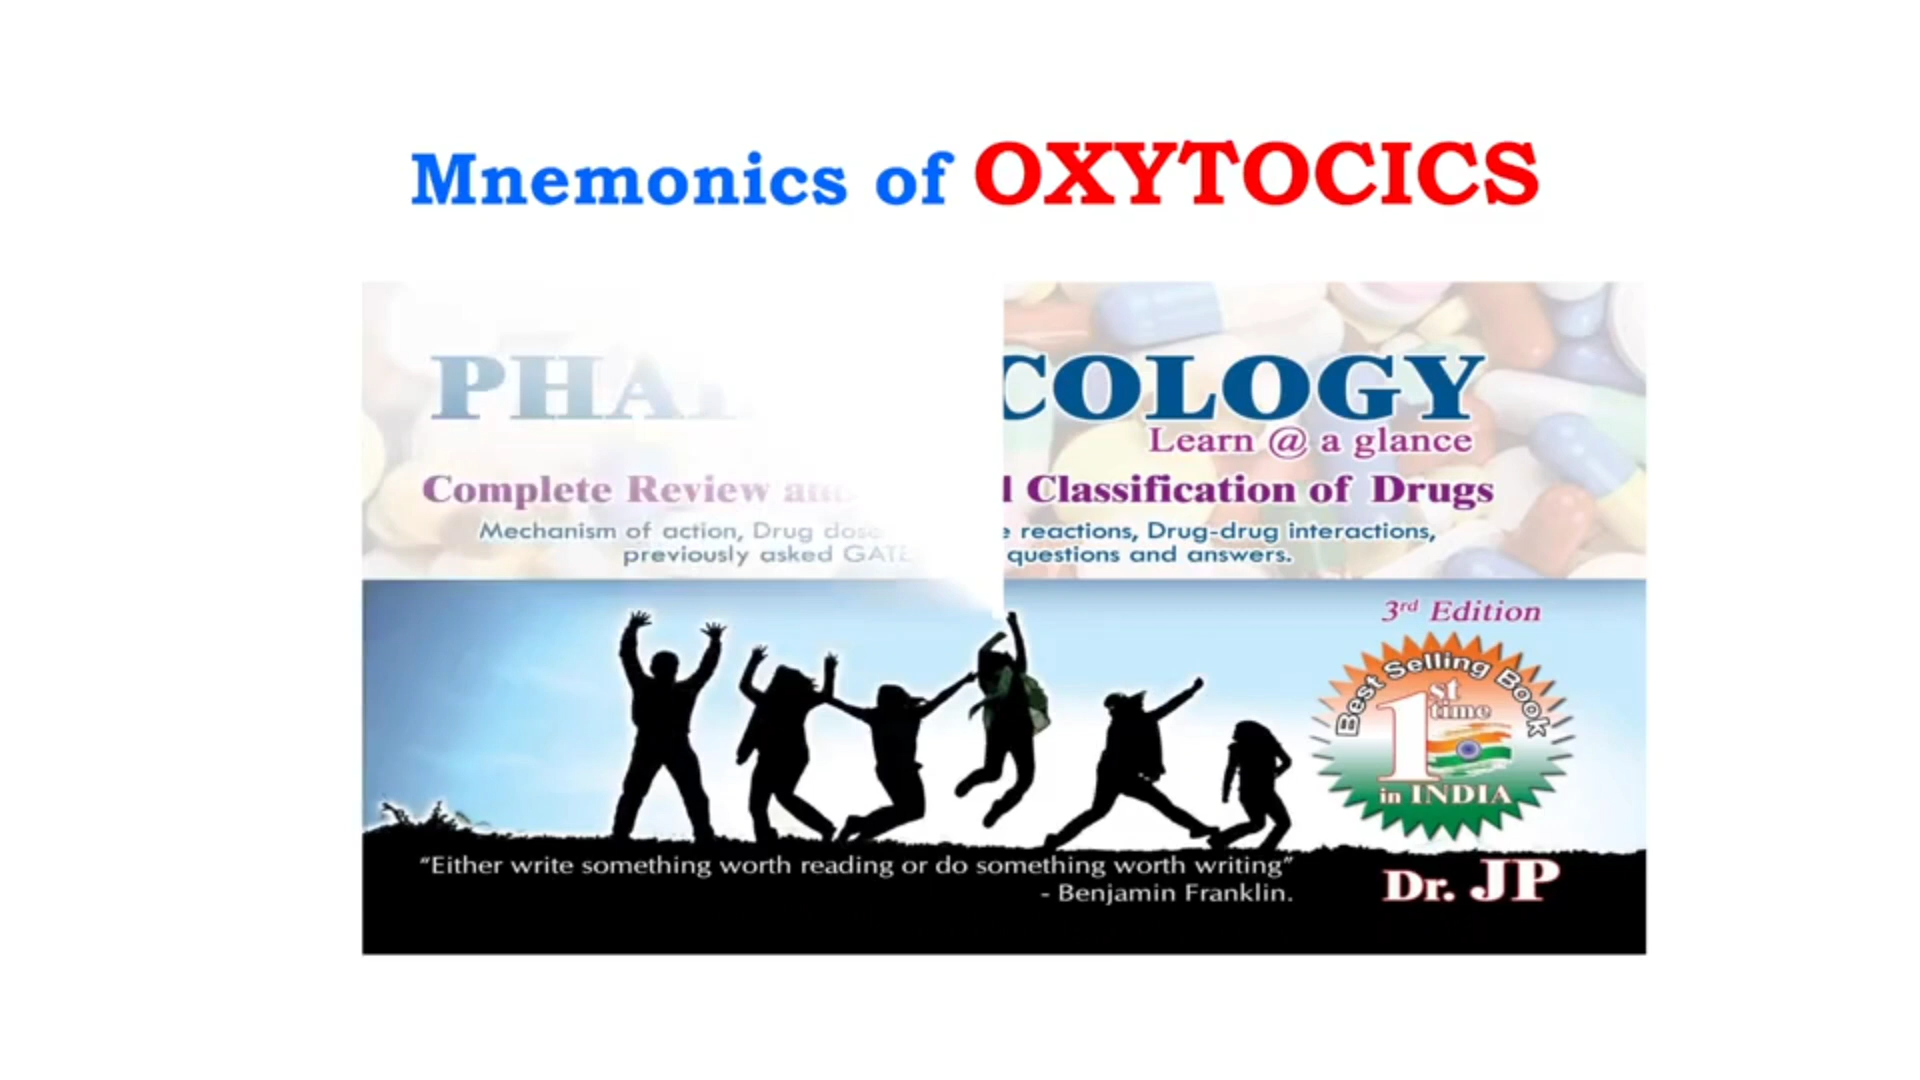 Mnemonics of OXYTOCICS
COLOGY
Learn @ a glance
Complete Review Classification of Drugs
Mechanism of action, Drug reactions, Drug-drug interactions,
previously asked questions and answers.
3rd Edition
Best Selling Book
1st
time
in INDIA
"Either write something worth reading or do something worth writing"
- Benjamin Franklin.
Dr. JP